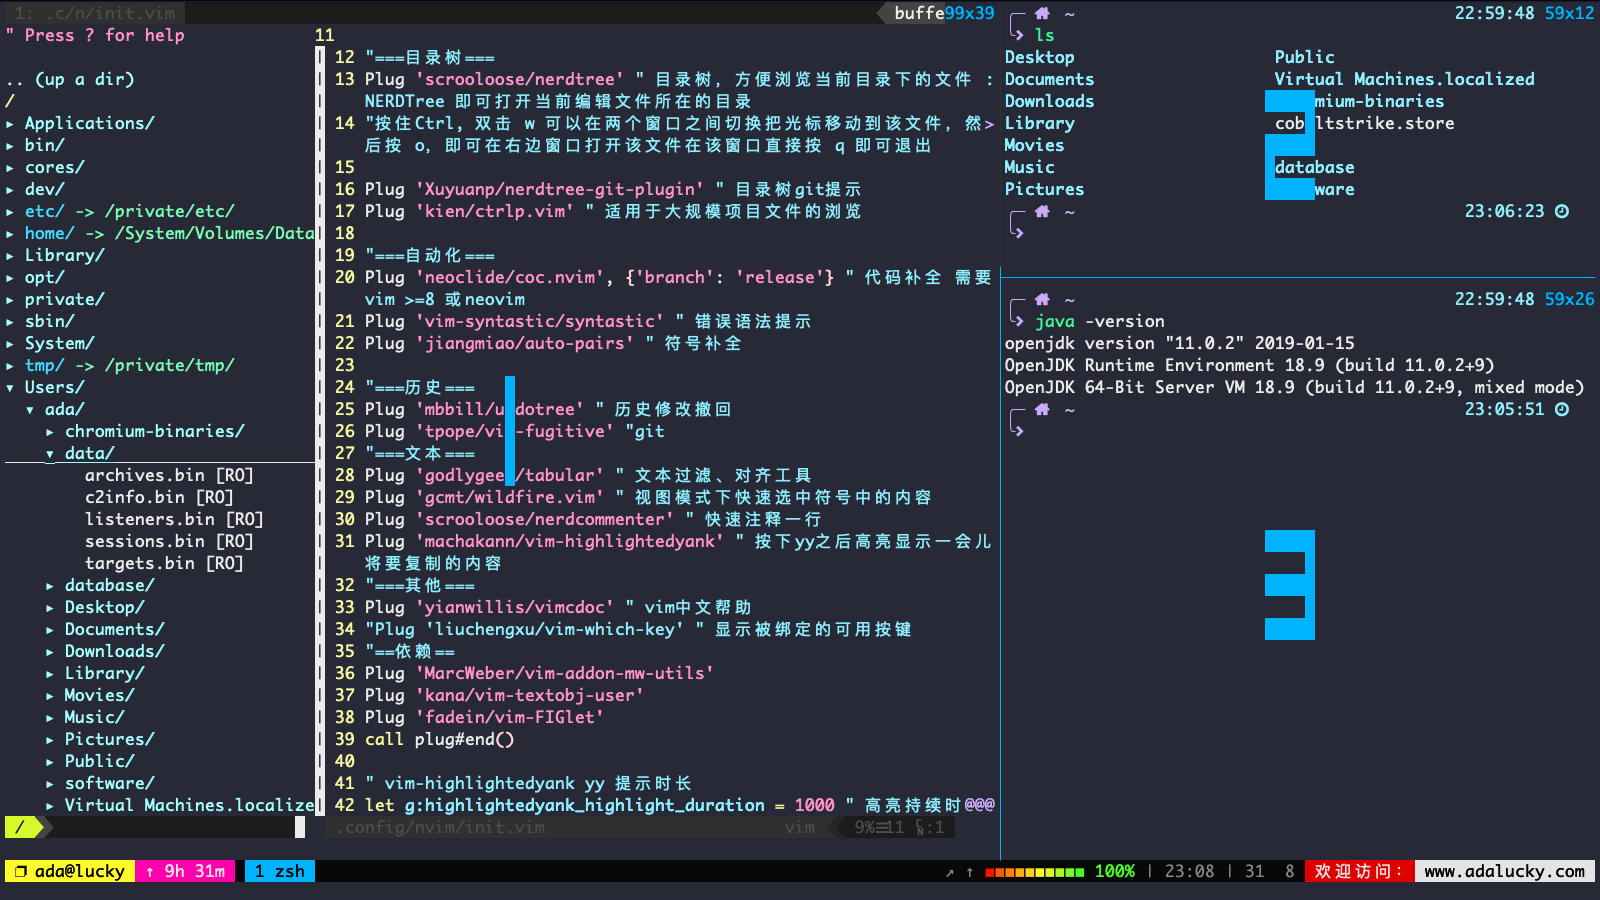 1: .c/n/init.vim
buffe99x39
" Press ? for help
.. (up a dir)
/
▸ Applications/
▸ bin/
▸ cores/
▸ dev/
▸ etc/ -> /private/etc/
▸ home/ -> /System/Volumes/Data
▸ Library/
▸ opt/
▸ private/
▸ sbin/
▸ System/
▸ tmp/ -> /private/tmp/
▾ Users/
▾ ada/
▸ chromium-binaries/
▾ data/
archives.bin [RO]
c2info.bin [RO]
listeners.bin [RO]
sessions.bin [RO]
targets.bin [RO]
▸ database/
▸ Desktop/
▸ Documents/
▸ Downloads/
▸ Library/
▸ Movies/
▸ Music/
▸ Pictures/
▸ Public/
▸ software/
▸ Virtual Machines.localize
/
11
12 "===目录树===
13 Plug 'scrooloose/nerdtree' " 目录树，方便浏览当前目录下的文件 :
NERDTree 即可打开当前编辑文件所在的目录
14 "按住Ctrl, 双击 w 可以在两个窗口之间切换把光标移动到该文件，然>
后按 o, 即可在右边窗口打开该文件在该窗口直接按 q 即可退出
15
16 Plug 'Xuyuanp/nerdtree-git-plugin' " 目录树git提示
17 Plug 'kien/ctrlp.vim' " 适用于大规模项目文件的浏览
18
19 "===自动化===
20 Plug 'neoclide/coc.nvim', {'branch': 'release'} " 代码补全 需要
vim >=8 或neovim
21 Plug 'vim-syntastic/syntastic' " 错误语法提示
22 Plug 'jiangmiao/auto-pairs' " 符号补全
23
24 "===历史===
25 Plug 'mbbill/u dotree' " 历史修改撤回
26 Plug 'tpope/vi -fugitive' "git
27 "===文本===
28 Plug 'godlygee /tabular' " 文本过滤、对齐工具
29 Plug 'gcmt/wildfire.vim' " 视图模式下快速选中符号中的内容
30 Plug 'scrooloose/nerdcommenter' " 快速注释一行
31 Plug 'machakann/vim-highlightedyank' " 按下yy之后高亮显示一会儿
将要复制的内容
32 "===其他===
33 Plug 'yianwillis/vimcdoc' " vim中文帮助
34 "Plug 'liuchengxu/vim-which-key' " 显示被绑定的可用按键
35 "==依赖==
36 Plug 'MarcWeber/vim-addon-mw-utils'
37 Plug 'kana/vim-textobj-user'
38 Plug 'fadein/vim-FIGlet'
39 call plug#end()
40
41 " vim-highlightedyank yy 提示时长
42 let g:highlightedyank_highlight_duration = 1000 " 高亮持续时@@@
.config/nvim/init.vim vim 9%≡11 :1
~ 22:59:48 59x12
ls
Desktop Public
Documents Virtual Machines.localized
Downloads mium-binaries
Library cob ltstrike.store
Movies
Music database
Pictures ware
~ 23:06:23
~ 22:59:48 59x26
java -version
openjdk version "11.0.2" 2019-01-15
OpenJDK Runtime Environment 18.9 (build 11.0.2+9)
OpenJDK 64-Bit Server VM 18.9 (build 11.0.2+9, mixed mode)
~ 23:05:51
3
❐ ada@lucky ↑ 9h 31m 1 zsh ↗ ↑ 100% | 23:08 | 31 8 欢迎访问： www.adalucky.com